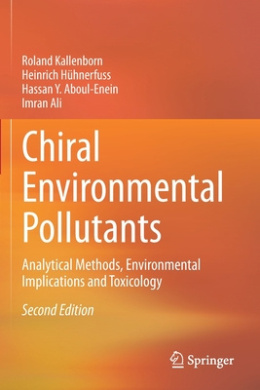 Roland Kallenborn
Heinrich Hühnerfuss
Hassan Y. Aboul-Enein
Imran Ali
Chiral
Environmental
Pollutants
Analytical Methods, Environmental
Implications and Toxicology
Second Edition
Springer